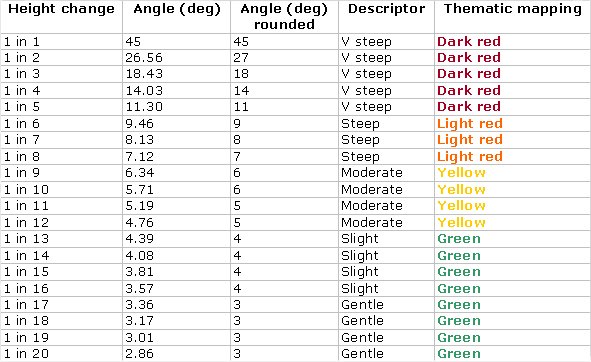 Height change Angle (deg) Angle (deg) rounded Descriptor Thematic mapping
1 in 1 45 45 V steep Dark red
1 in 2 26.56 27 V steep Dark red
1 in 3 18.43 18 V steep Dark red
1 in 4 14.03 14 V steep Dark red
1 in 5 11.30 11 V steep Dark red
1 in 6 9.46 9 Steep Light red
1 in 7 8.13 8 Steep Light red
1 in 8 7.12 7 Steep Light red
1 in 9 6.34 6 Moderate Yellow
1 in 10 5.71 6 Moderate Yellow
1 in 11 5.19 5 Moderate Yellow
1 in 12 4.76 5 Moderate Yellow
1 in 13 4.39 4 Slight Green
1 in 14 4.08 4 Slight Green
1 in 15 3.81 4 Slight Green
1 in 16 3.57 4 Slight Green
1 in 17 3.36 3 Gentle Green
1 in 18 3.17 3 Gentle Green
1 in 19 3.01 3 Gentle Green
1 in 20 2.86 3 Gentle Green